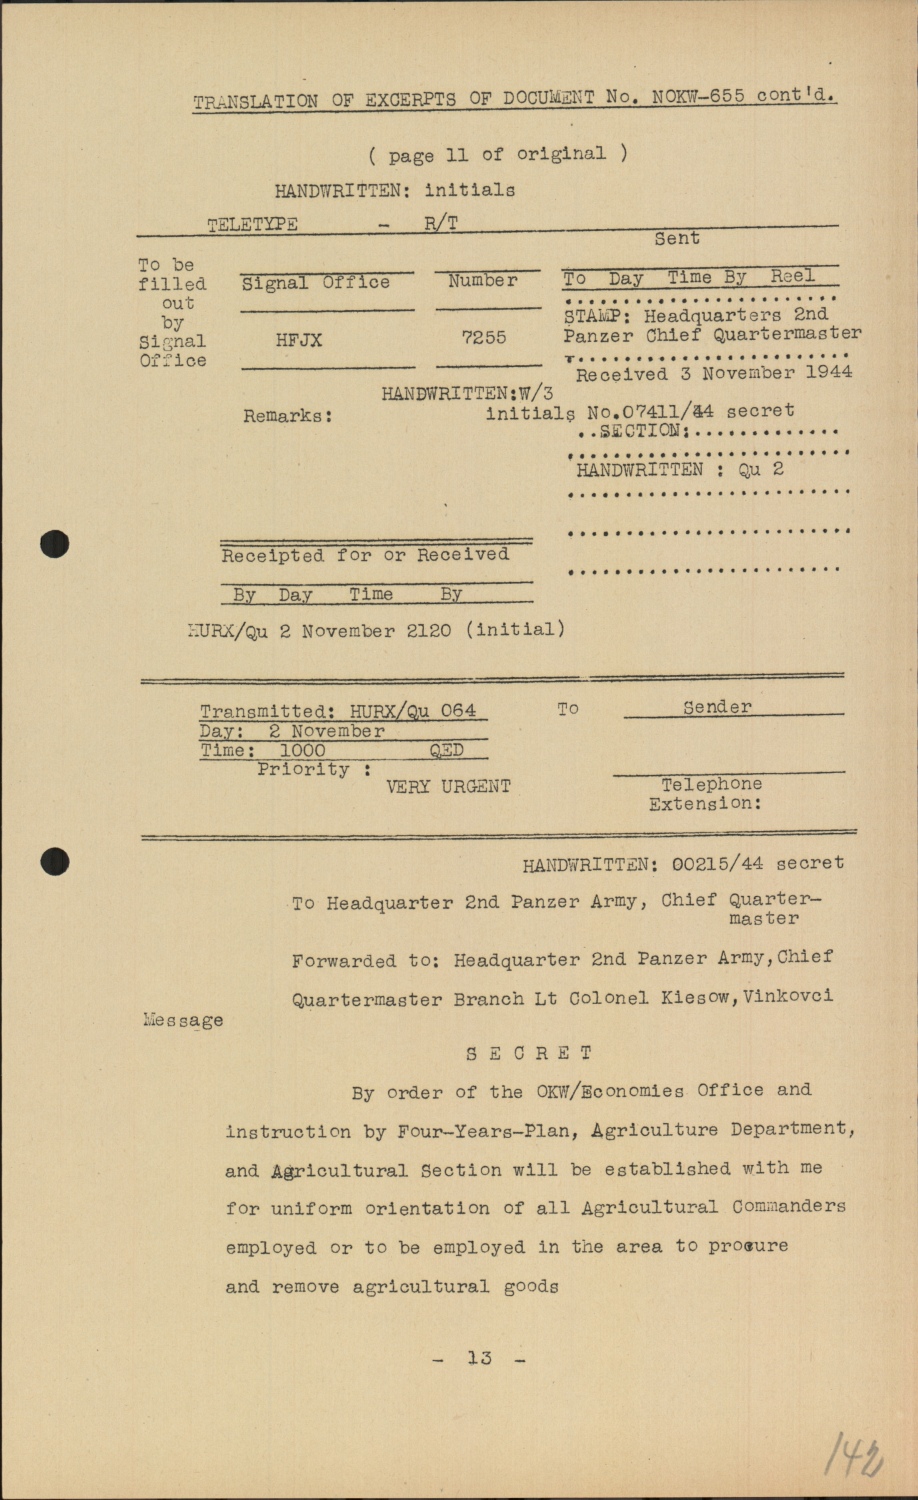 TRANSLATION OF EXCERPTS OF DOCUMENT No. NOKW-655 cont'd.
( page 11 of original )
HANDWRITTEN: initials
TELETYPE - R/T
Sent
To be
filled
out
by
Signal
Office
Signal Office Number To Day Time By Reel
........................
STAMP: Headquarters 2nd
HFJX 7255 Panzer Chief Quartermaster
T........................
Received 3 November 1944
HANDWRITTEN:W/3
Remarks: initials No.07411/44 secret
..SECTION:.............
.........................
HANDWRITTEN : Qu 2
.........................
.........................
........................
Receipted for or Received
By Day Time By
HURX/Qu 2 November 2120 (initial)
Transmitted: HURX/Qu 064 To Sender
Day: 2 November
Time: 1000 QED
Priority :
VERY URGENT Telephone
Extension:
HANDWRITTEN: 00215/44 secret
To Headquarter 2nd Panzer Army, Chief Quarter-
master
Forwarded to: Headquarter 2nd Panzer Army,Chief
Quartermaster Branch Lt Colonel Kiesow,Vinkovci
Message
S E C R E T
By order of the OKW/Economies Office and
instruction by Four-Years-Plan, Agriculture Department,
and Agricultural Section will be established with me
for uniform orientation of all Agricultural Commanders
employed or to be employed in the area to procure
and remove agricultural goods
- 13 -
142